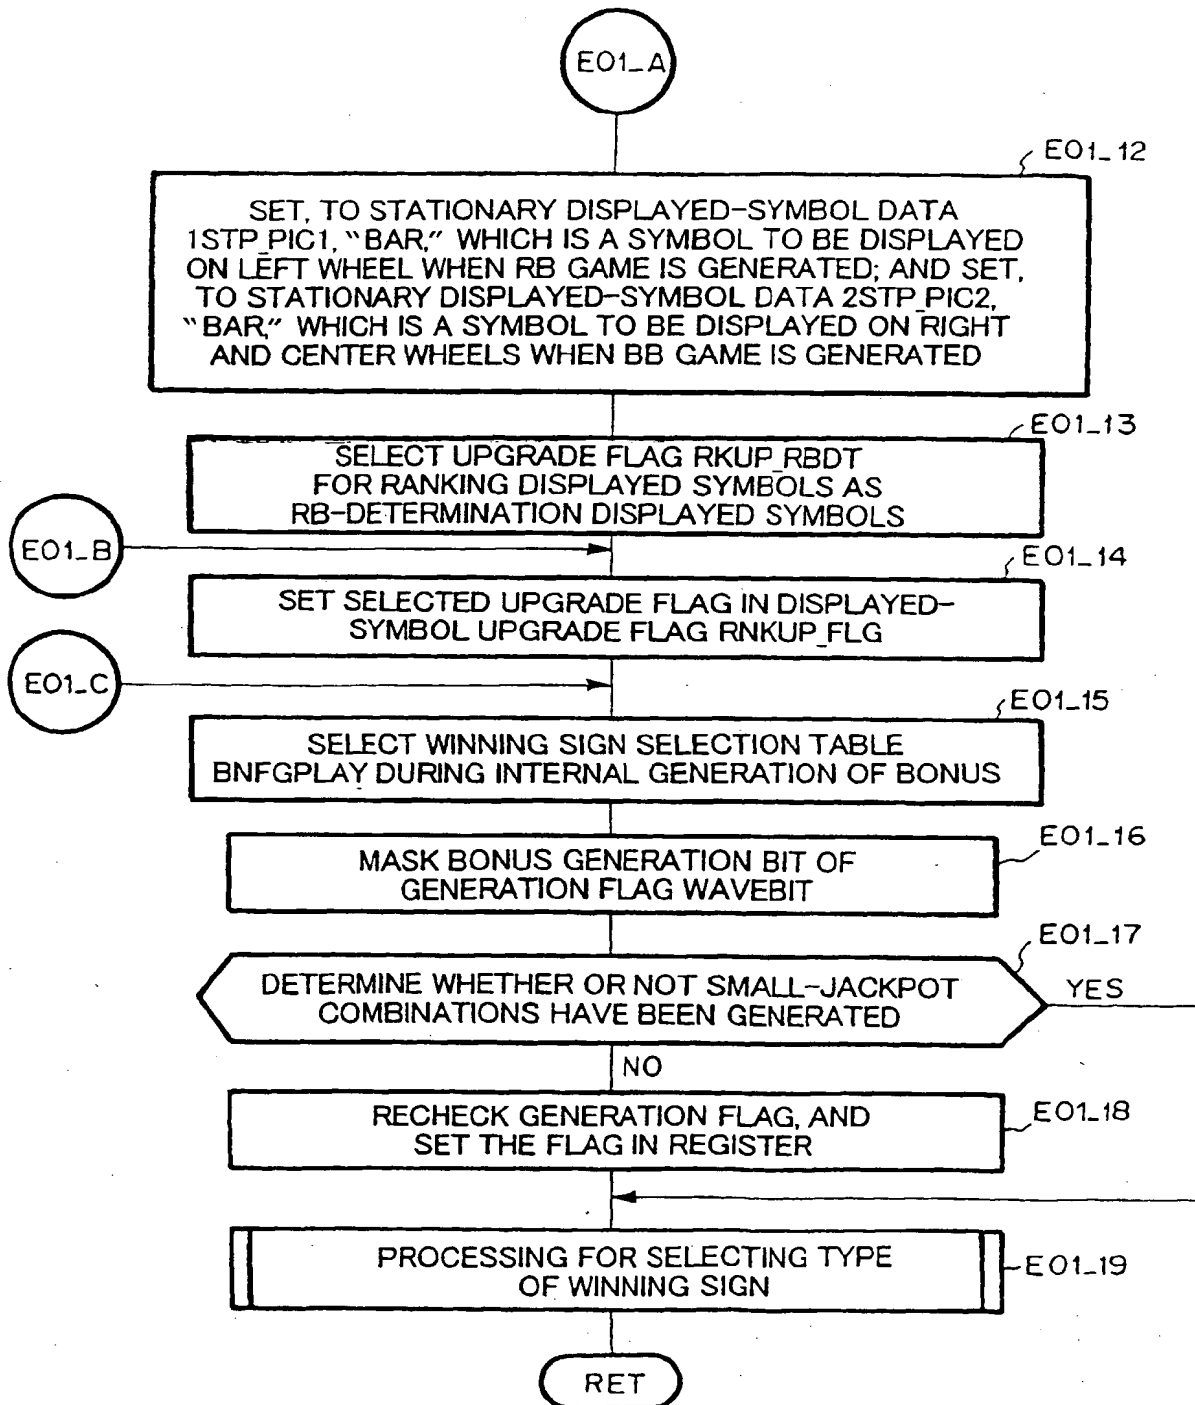 E01_A
E01_12
SET, TO STATIONARY DISPLAYED-SYMBOL DATA
1STP_PIC1, "BAR," WHICH IS A SYMBOL TO BE DISPLAYED
ON LEFT WHEEL WHEN RB GAME IS GENERATED; AND SET,
TO STATIONARY DISPLAYED-SYMBOL DATA 2STP_PIC2,
"BAR," WHICH IS A SYMBOL TO BE DISPLAYED ON RIGHT
AND CENTER WHEELS WHEN BB GAME IS GENERATED
E01_13
SELECT UPGRADE FLAG RKUP_RBDT
FOR RANKING DISPLAYED SYMBOLS AS
RB-DETERMINATION DISPLAYED SYMBOLS
E01_B
E01_14
SET SELECTED UPGRADE FLAG IN DISPLAYED-
SYMBOL UPGRADE FLAG RNKUP_FLG
E01_C
E01_15
SELECT WINNING SIGN SELECTION TABLE
BNFGPLAY DURING INTERNAL GENERATION OF BONUS
E01_16
MASK BONUS GENERATION BIT OF
GENERATION FLAG WAVEBIT
E01_17
DETERMINE WHETHER OR NOT SMALL-JACKPOT
COMBINATIONS HAVE BEEN GENERATED
YES
NO
E01_18
RECHECK GENERATION FLAG, AND
SET THE FLAG IN REGISTER
PROCESSING FOR SELECTING TYPE
OF WINNING SIGN
E01_19
RET